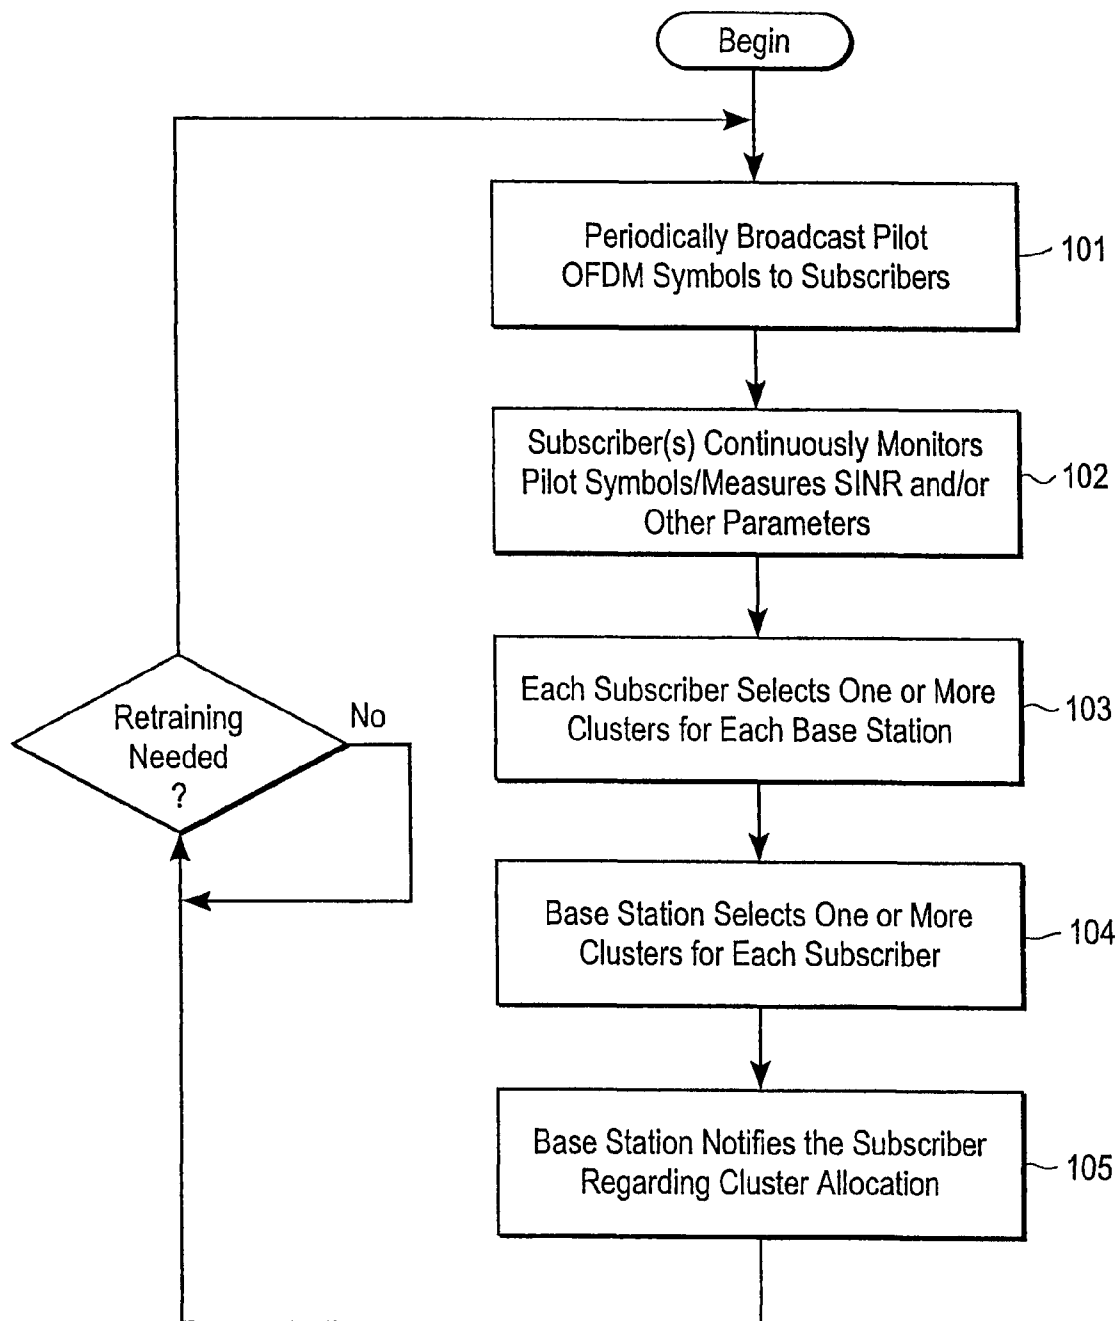 Begin
Periodically Broadcast Pilot
OFDM Symbols to Subscribers
101
Subscriber(s) Continuously Monitors
Pilot Symbols/Measures SINR and/or
Other Parameters
102
Each Subscriber Selects One or More
Clusters for Each Base Station
103
Retraining
Needed
?
No
Base Station Selects One or More
Clusters for Each Subscriber
104
Base Station Notifies the Subscriber
Regarding Cluster Allocation
105